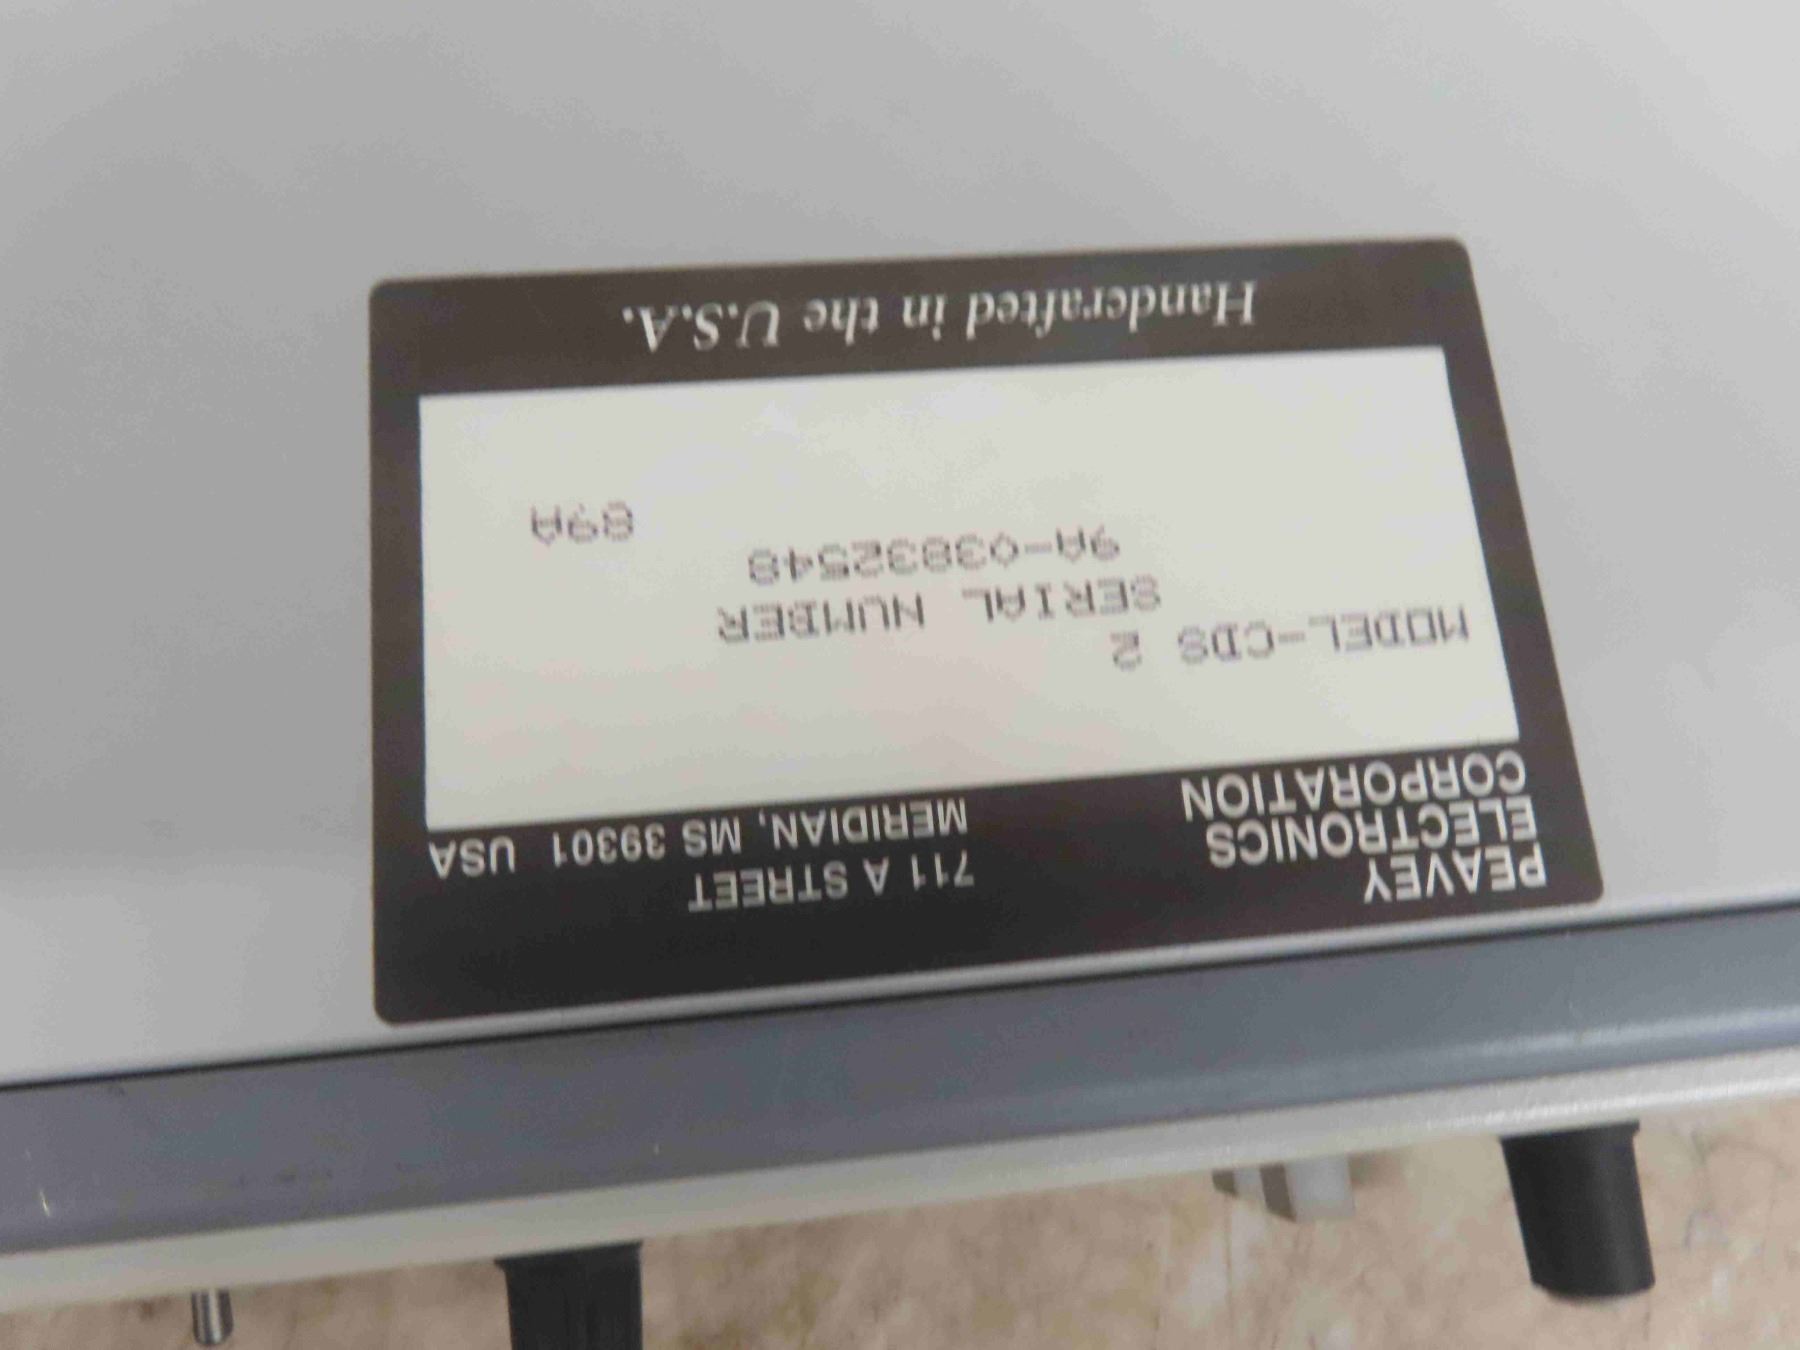 PEAVEY
ELECTRONICS
CORPORATION
711 A STREET
MERIDIAN, MS 39301 USA
MODEL-CDS 2
SERIAL NUMBER
9A-03832548
89A
Handcrafted in the U.S.A.